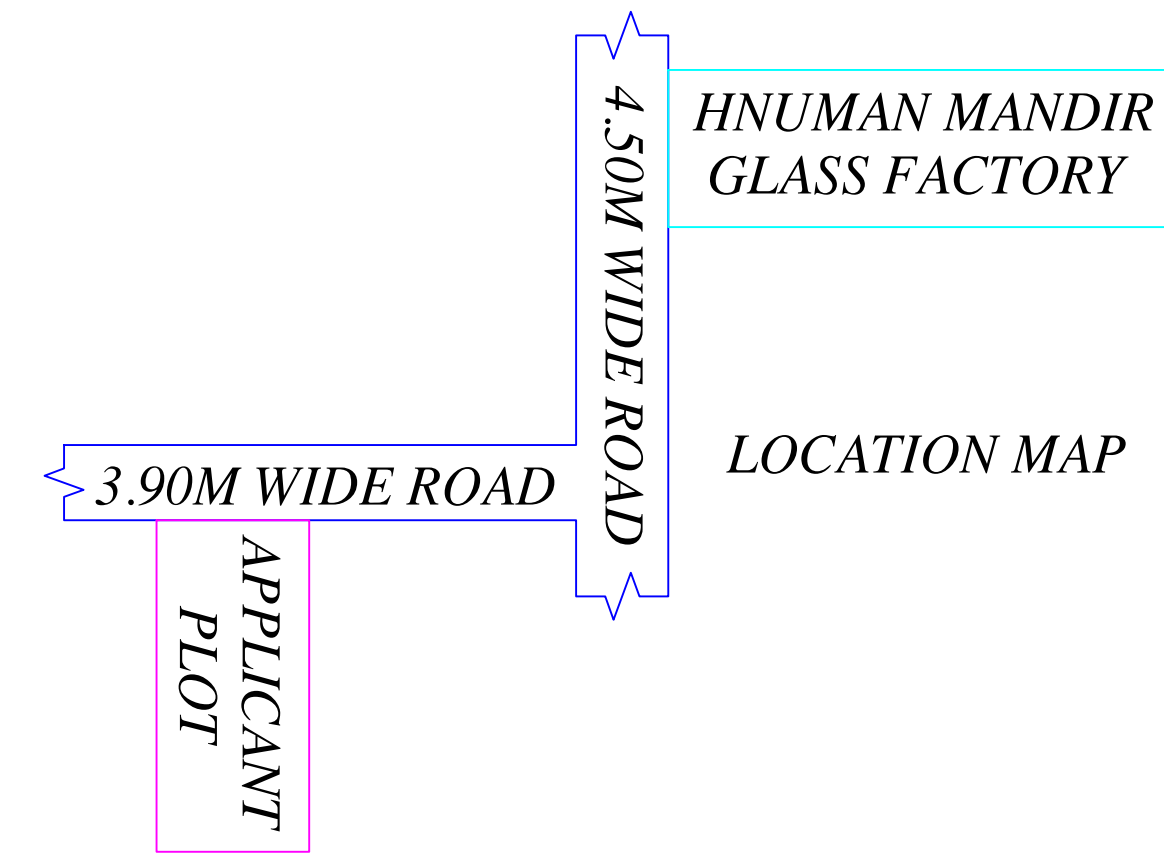 HNUMAN MANDIR
GLASS FACTORY
4.50M WIDE ROAD
LOCATION MAP
3.90M WIDE ROAD
APPLICANT
PLOT